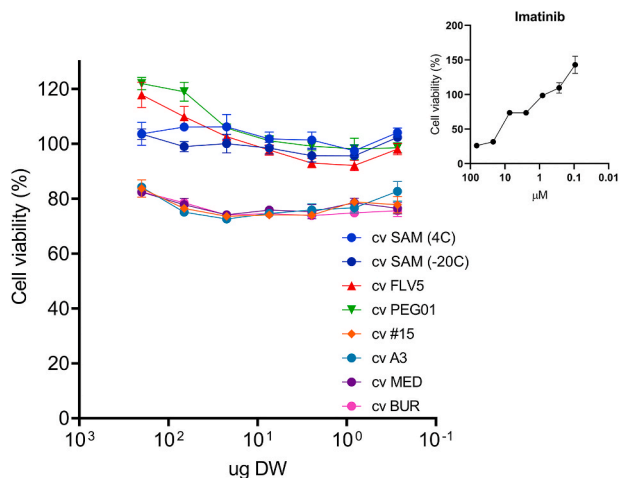 Imatinib
Cell viability (%)
200
150
100
50
0
100
10
1
0.1
0.01
µM
Cell viability (%)
120
100
80
60
40
20
0
10³
10²
10¹
10⁰
10⁻¹
ug DW
cv SAM (4C)
cv SAM (-20C)
cv FLV5
cv PEG01
cv #15
cv A3
cv MED
cv BUR